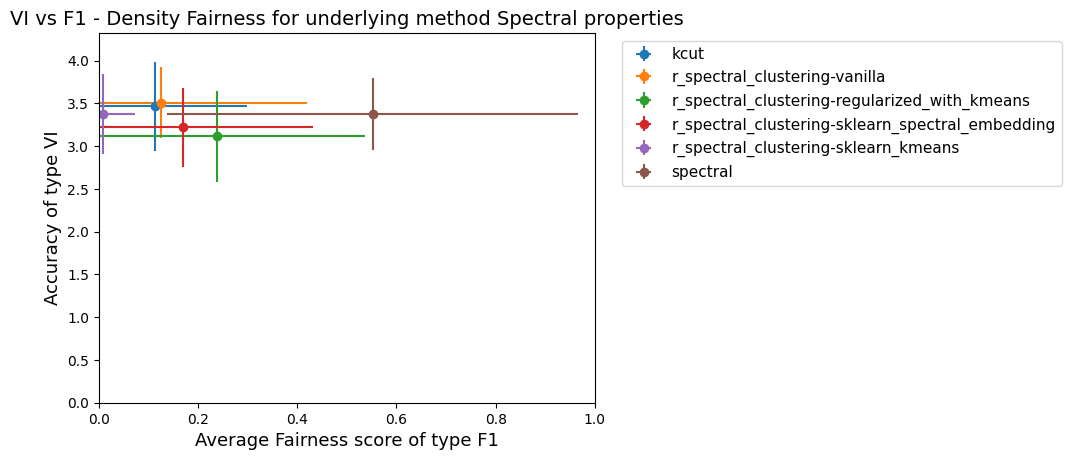 VI vs F1 - Density Fairness for underlying method Spectral properties
Accuracy of type VI
4.0
3.5
3.0
2.5
2.0
1.5
1.0
0.5
0.0
0.0 0.2 0.4 0.6 0.8 1.0
Average Fairness score of type F1
kcut
r_spectral_clustering-vanilla
r_spectral_clustering-regularized_with_kmeans
r_spectral_clustering-sklearn_spectral_embedding
r_spectral_clustering-sklearn_kmeans
spectral